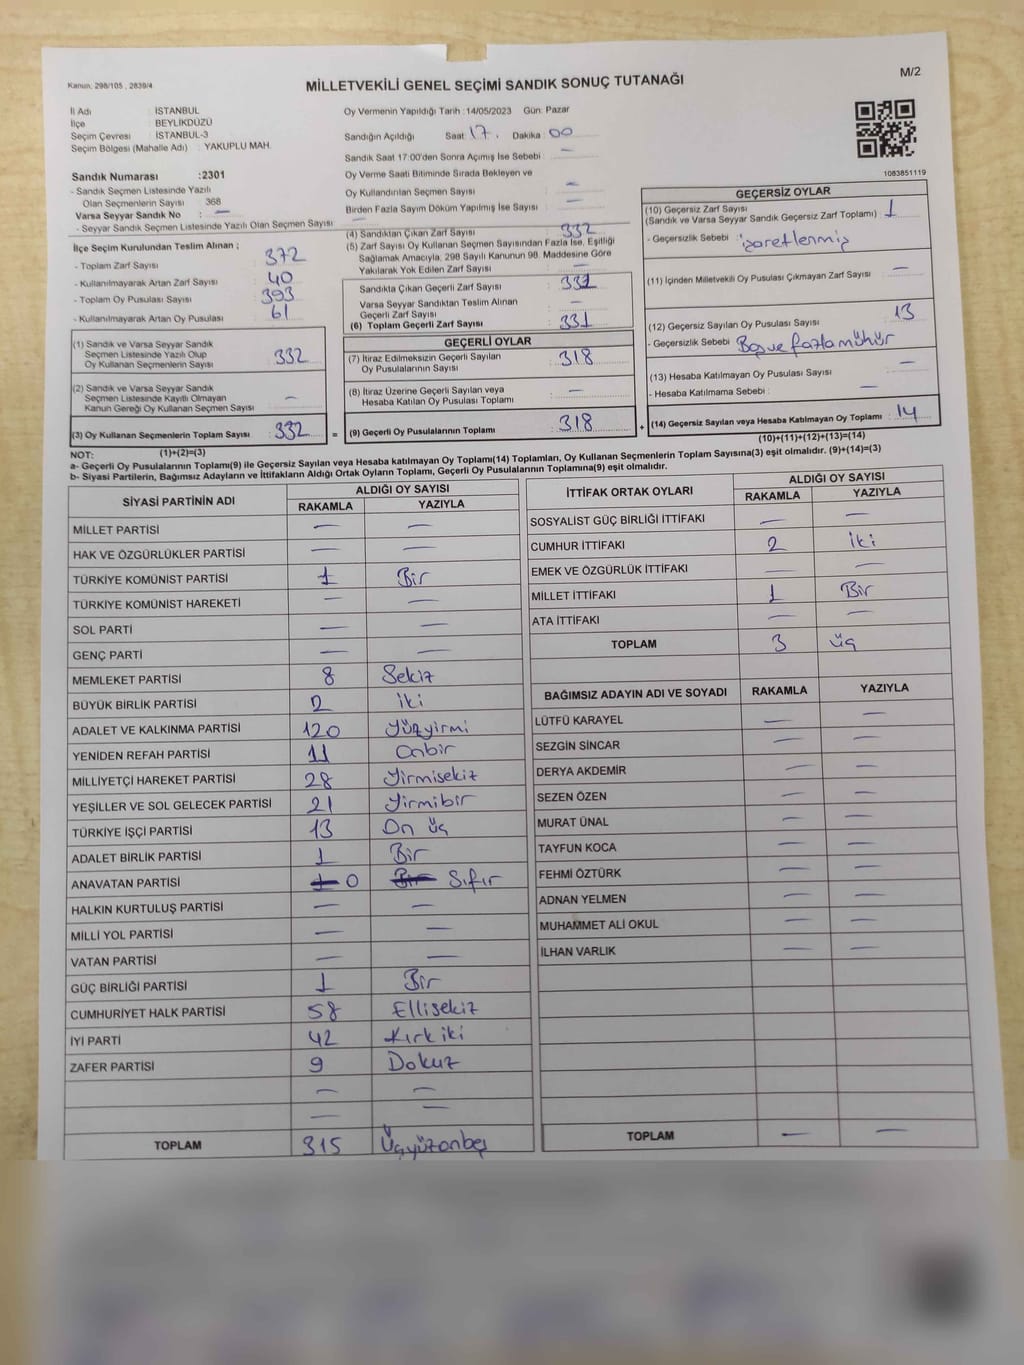 Kanun: 298/105 , 2839/4
MİLLETVEKİLİ GENEL SEÇİMİ SANDIK SONUÇ TUTANAĞI
M/2
İl Adı : İSTANBUL
İlçe : BEYLİKDÜZÜ
Seçim Çevresi : İSTANBUL-3
Seçim Bölgesi (Mahalle Adı) : YAKUPLU MAH.
Sandık Numarası :2301
- Sandık Seçmen Listesinde Yazılı
Olan Seçmenlerin Sayısı 368
Varsa Seyyar Sandık No : —
- Seyyar Sandık Seçmen Listesinde Yazılı Olan Seçmen Sayısı —
İlçe Seçim Kurulundan Teslim Alınan ;
- Toplam Zarf Sayısı 372
- Kullanılmayarak Artan Zarf Sayısı 40
- Toplam Oy Pusulası Sayısı 393
- Kullanılmayarak Artan Oy Pusulası 61
(1) Sandık ve Varsa Seyyar Sandık
Seçmen Listesinde Yazılı Olup
Oy Kullanan Seçmenlerin Sayısı 332
(2) Sandık ve Varsa Seyyar Sandık
Seçmen Listesinde Kayıtlı Olmayan
Kanun Gereği Oy Kullanan Seçmen Sayısı —
(3) Oy Kullanan Seçmenlerin Toplam Sayısı 332
Oy Vermenin Yapıldığı Tarih :14/05/2023 Gün: Pazar
Sandığın Açıldığı Saat: 17. Dakika: 00
Sandık Saat 17:00'den Sonra Açımış İse Sebebi : —
Oy Verme Saati Bitiminde Sırada Bekleyen ve
Oy Kullandırılan Seçmen Sayısı : —
Birden Fazla Sayım Döküm Yapılmış İse Sayısı : —
(4) Sandıktan Çıkan Zarf Sayısı 332
(5) Zarf Sayısı Oy Kullanan Seçmen Sayısından Fazla İse, Eşitliği
Sağlamak Amacıyla, 298 Sayılı Kanunun 98. Maddesine Göre
Yakılarak Yok Edilen Zarf Sayısı —
Sandıkta Çıkan Geçerli Zarf Sayısı 331
Varsa Seyyar Sandıktan Teslim Alınan
Geçerli Zarf Sayısı —
(6) Toplam Geçerli Zarf Sayısı 331
GEÇERLİ OYLAR
(7) İtiraz Edilmeksizin Geçerli Sayılan
Oy Pusulasının Sayısı 318
(8) İtiraz Üzerine Geçerli Sayılan veya
Hesaba Katılan Oy Pusulası Toplamı —
= (9) Geçerli Oy Pusulalarının Toplamı 318 +
1083851119
GEÇERSİZ OYLAR
(10) Geçersiz Zarf Sayısı
(Sandık ve Varsa Seyyar Sandık Geçersiz Zarf Toplamı) 1
- Geçersizlik Sebebi : işaretlenmiş
(11) İçinden Milletvekili Oy Pusulası Çıkmayan Zarf Sayısı —
(12) Geçersiz Sayılan Oy Pusulası Sayısı 13
- Geçersizlik Sebebi : Boş ve fazla mühür
(13) Hesaba Katılmayan Oy Pusulası Sayısı —
- Hesaba Katılmama Sebebi : —
(14) Geçersiz Sayılan veya Hesaba Katılmayan Oy Toplamı 14
NOT: (1)+(2)=(3) (10)+(11)+(12)+(13)=(14)
a- Geçerli Oy Pusulalarının Toplamı(9) ile Geçersiz Sayılan veya Hesaba katılmayan Oy Toplamı(14) Toplamları, Oy Kullanan Seçmenlerin Toplam Sayısına(3) eşit olmalıdır. (9)+(14)=(3)
b- Siyasi Partilerin, Bağımsız Adayların ve İttifakların Aldığı Ortak Oyların Toplamı, Geçerli Oy Pusulalarının Toplamına(9) eşit olmalıdır.
SİYASİ PARTİNİN ADI ALDIĞI OY SAYISI
RAKAMLA YAZIYLA
MİLLET PARTİSİ — —
HAK VE ÖZGÜRLÜKLER PARTİSİ — —
TÜRKİYE KOMÜNİST PARTİSİ 1 Bir
TÜRKİYE KOMÜNİST HAREKETİ — —
SOL PARTİ — —
GENÇ PARTİ — —
MEMLEKET PARTİSİ 8 Sekiz
BÜYÜK BİRLİK PARTİSİ 2 iki
ADALET VE KALKINMA PARTİSİ 120 yüzyirmi
YENİDEN REFAH PARTİSİ 11 Onbir
MİLLİYETÇİ HAREKET PARTİSİ 28 yirmisekiz
YEŞİLLER VE SOL GELECEK PARTİSİ 21 yirmibir
TÜRKİYE İŞÇİ PARTİSİ 13 On üç
ADALET BİRLİK PARTİSİ 1 Bir
ANAVATAN PARTİSİ 1 0 Bir Sıfır
HALKIN KURTULUŞ PARTİSİ — —
MİLLİ YOL PARTİSİ — —
VATAN PARTİSİ — —
GÜÇ BİRLİĞİ PARTİSİ 1 Bir
CUMHURİYET HALK PARTİSİ 58 Ellisekiz
İYİ PARTİ 42 Kırkiki
ZAFER PARTİSİ 9 Dokuz
— —
— —
TOPLAM 315 Üçyüzonbeş
İTTİFAK ORTAK OYLARI ALDIĞI OY SAYISI
RAKAMLA YAZIYLA
SOSYALİST GÜÇ BİRLİĞİ İTTİFAKI — —
CUMHUR İTTİFAKI 2 İki
EMEK VE ÖZGÜRLÜK İTTİFAKI — —
MİLLET İTTİFAKI 1 Bir
ATA İTTİFAKI — —
TOPLAM 3 üç
BAĞIMSIZ ADAYIN ADI VE SOYADI RAKAMLA YAZIYLA
LÜTFÜ KARAYEL — —
SEZGİN SİNCAR — —
DERYA AKDEMİR — —
SEZEN ÖZEN — —
MURAT ÜNAL — —
TAYFUN KOCA — —
FEHMİ ÖZTÜRK — —
ADNAN YELMEN — —
MUHAMMET ALİ OKUL — —
İLHAN VARLIK — —
TOPLAM — —